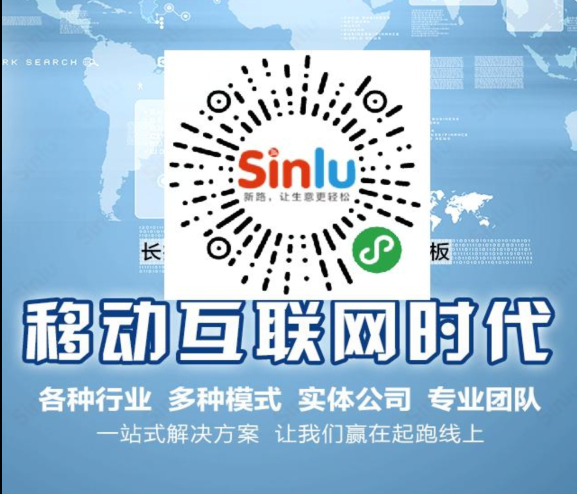 RK SEARCH
Sinlu
新路，让生意更轻松
长
板
移动互联网时代
各种行业 多种模式 实体公司 专业团队
一站式解决方案 让我们赢在起跑线上